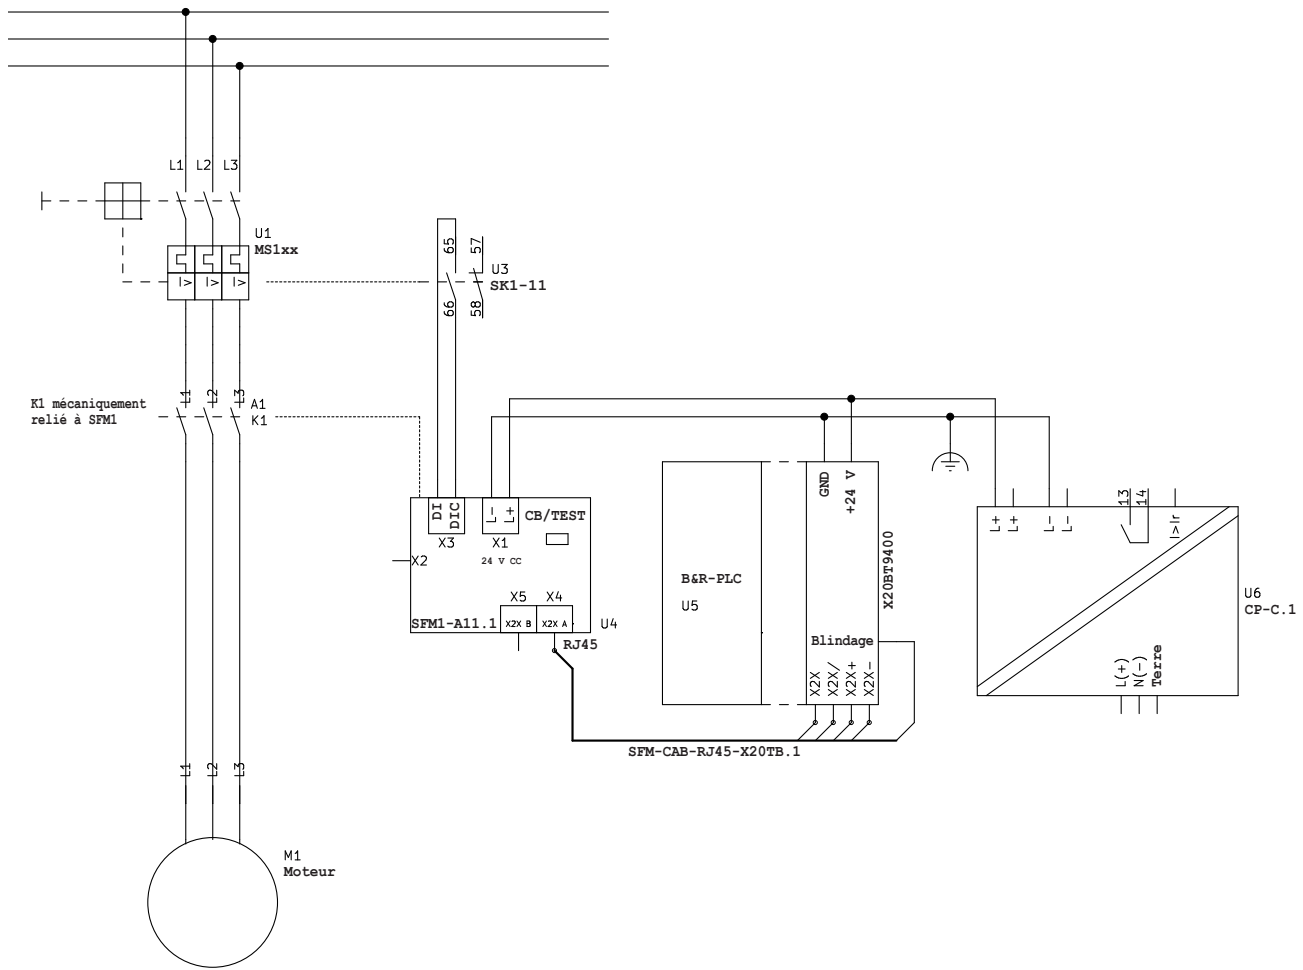 L1 L2 L3
U1
MS1xx
I> I> I>
65
57
U3
SK1-11
66
58
K1 mécaniquement
relié à SFM1
L1
L2
L3
A1
K1
DI
DIC
L-
L+
CB/TEST
X3
X1
X2
24 V CC
X5 X4
SFM1-A11.1
X2X B
X2X A
U4
RJ45
B&R-PLC
U5
GND
+24 V
X20BT9400
Blindage
X2X
X2X/
X2X+
X2X-
SFM-CAB-RJ45-X20TB.1
L+
L+
L-
L-
13
14
I>Ir
U6
CP-C.1
L(+)
N(-)
Terre
L1
L2
L3
M1
Moteur